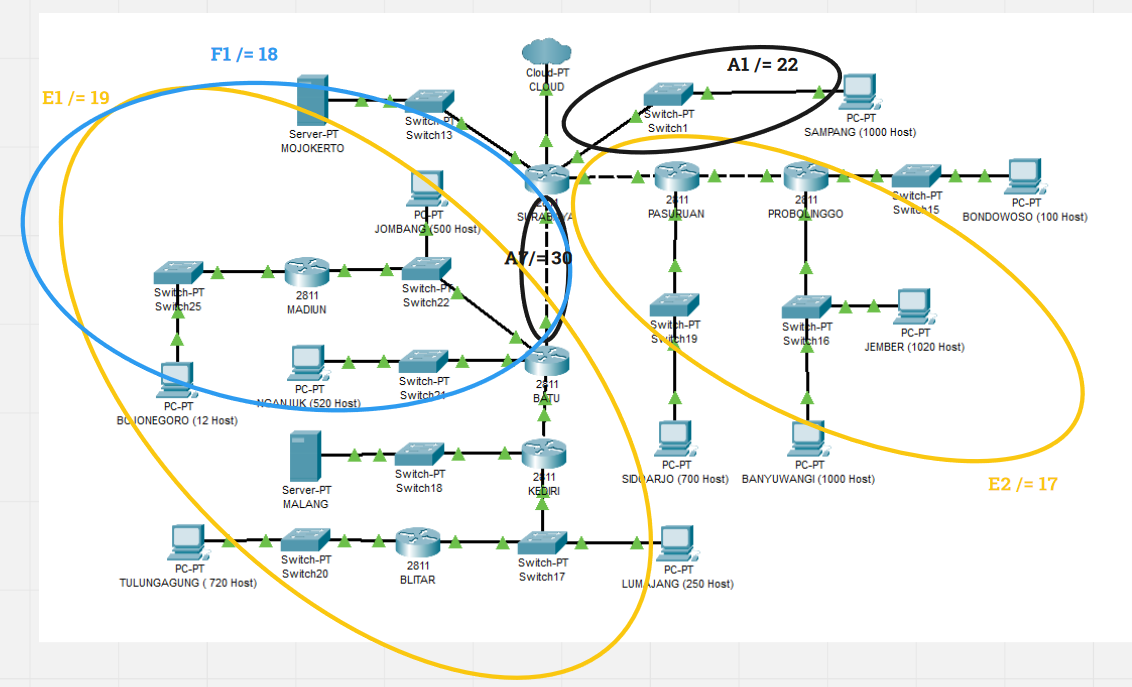 F1 /= 18
A1 /= 22
E1 /= 19
Cloud-PT
CLOUD
Server-PT
MOJOKERTO
Switch-PT
Switch13
Switch-PT
Switch1
PC-PT
SAMPANG (1000 Host)
2811
SURABAYA
2811
PASURUAN
2811
PROBOLINGGO
Switch-PT
Switch15
PC-PT
BONDOWOSO (100 Host)
PC-PT
JOMBANG (500 Host)
A7/= 30
Switch-PT
Switch25
2811
MADIUN
Switch-PT
Switch22
Switch-PT
Switch19
Switch-PT
Switch16
PC-PT
JEMBER (1020 Host)
PC-PT
BOJONEGORO (12 Host)
PC-PT
NGANJUK (520 Host)
Switch-PT
Switch21
2811
BATU
Server-PT
MALANG
Switch-PT
Switch18
2811
KEDIRI
PC-PT
SIDOARJO (700 Host)
PC-PT
BANYUWANGI (1000 Host)
E2 /= 17
PC-PT
TULUNGAGUNG ( 720 Host)
Switch-PT
Switch20
2811
BLITAR
Switch-PT
Switch17
PC-PT
LUMAJANG (250 Host)